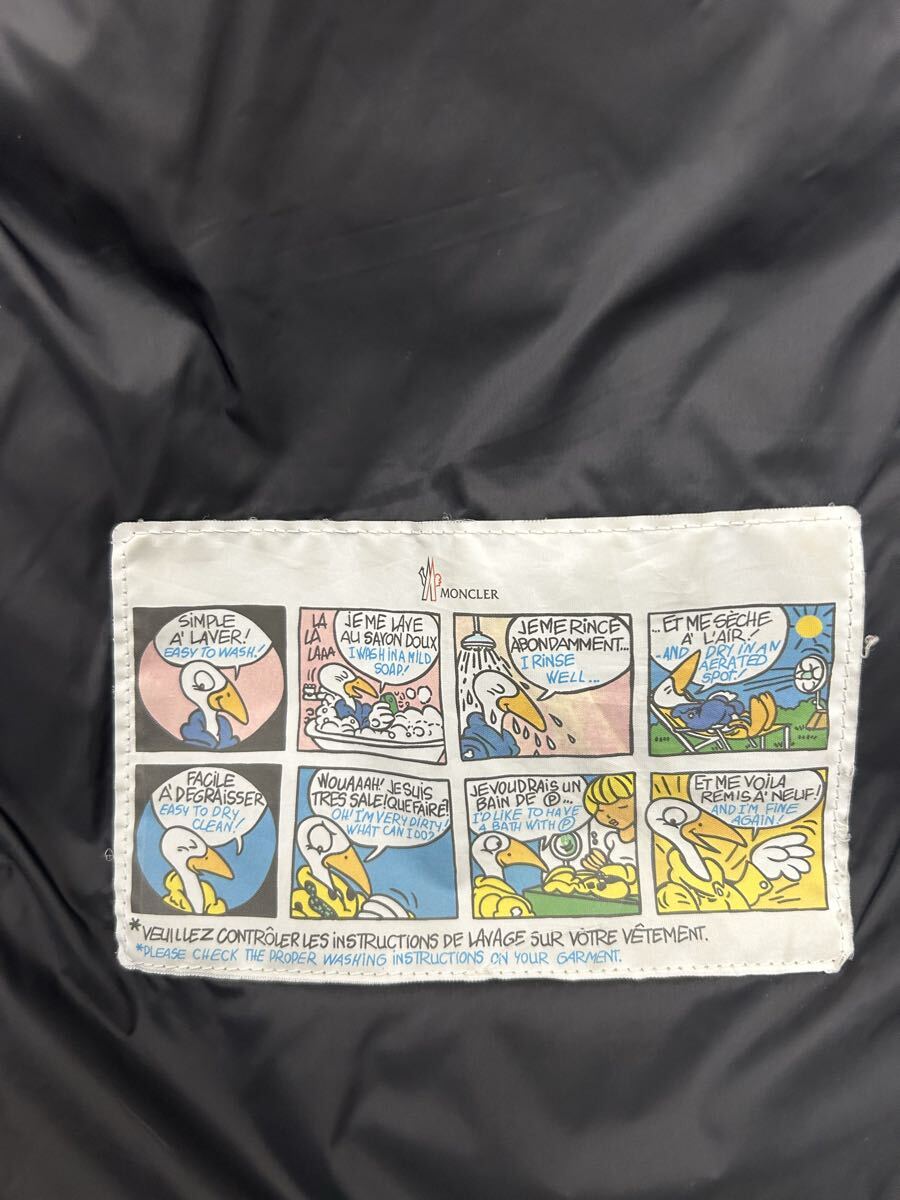 MONCLER
SIMPLE
A' LAVER!
EASY TO WASH!
LA
LA
LAAA
JE ME LAVE
AU SAVON DOUX
I WASH IN A MILD
SOAP!
JE ME RINCE
ABONDAMMENT...
I RINSE
WELL...
...ET ME SÈCHE
A' L'AIR!
..AND I DRY IN AN
AERATED
SPOT!
FACILE
A' DEGRAISSER
EASY TO DRY
CLEAN!
WOUAAAH! JE SUIS
TRES SALE! QUE FAIRE?
OH! I'M VERY DIRTY!
WHAT CAN I DO?
JE VOUDRAIS UN
BAIN DE Ⓟ...
I'D LIKE TO HAVE
A BATH WITH Ⓟ
ET ME VOILA
REMIS A' NEUF!
AND I'M FINE
AGAIN!
*VEUILLEZ CONTRÔLER LES INSTRUCTIONS DE LAVAGE SUR VÔTRE VÊTEMENT.
*PLEASE CHECK THE PROPER WASHING INSTRUCTIONS ON YOUR GARMENT.